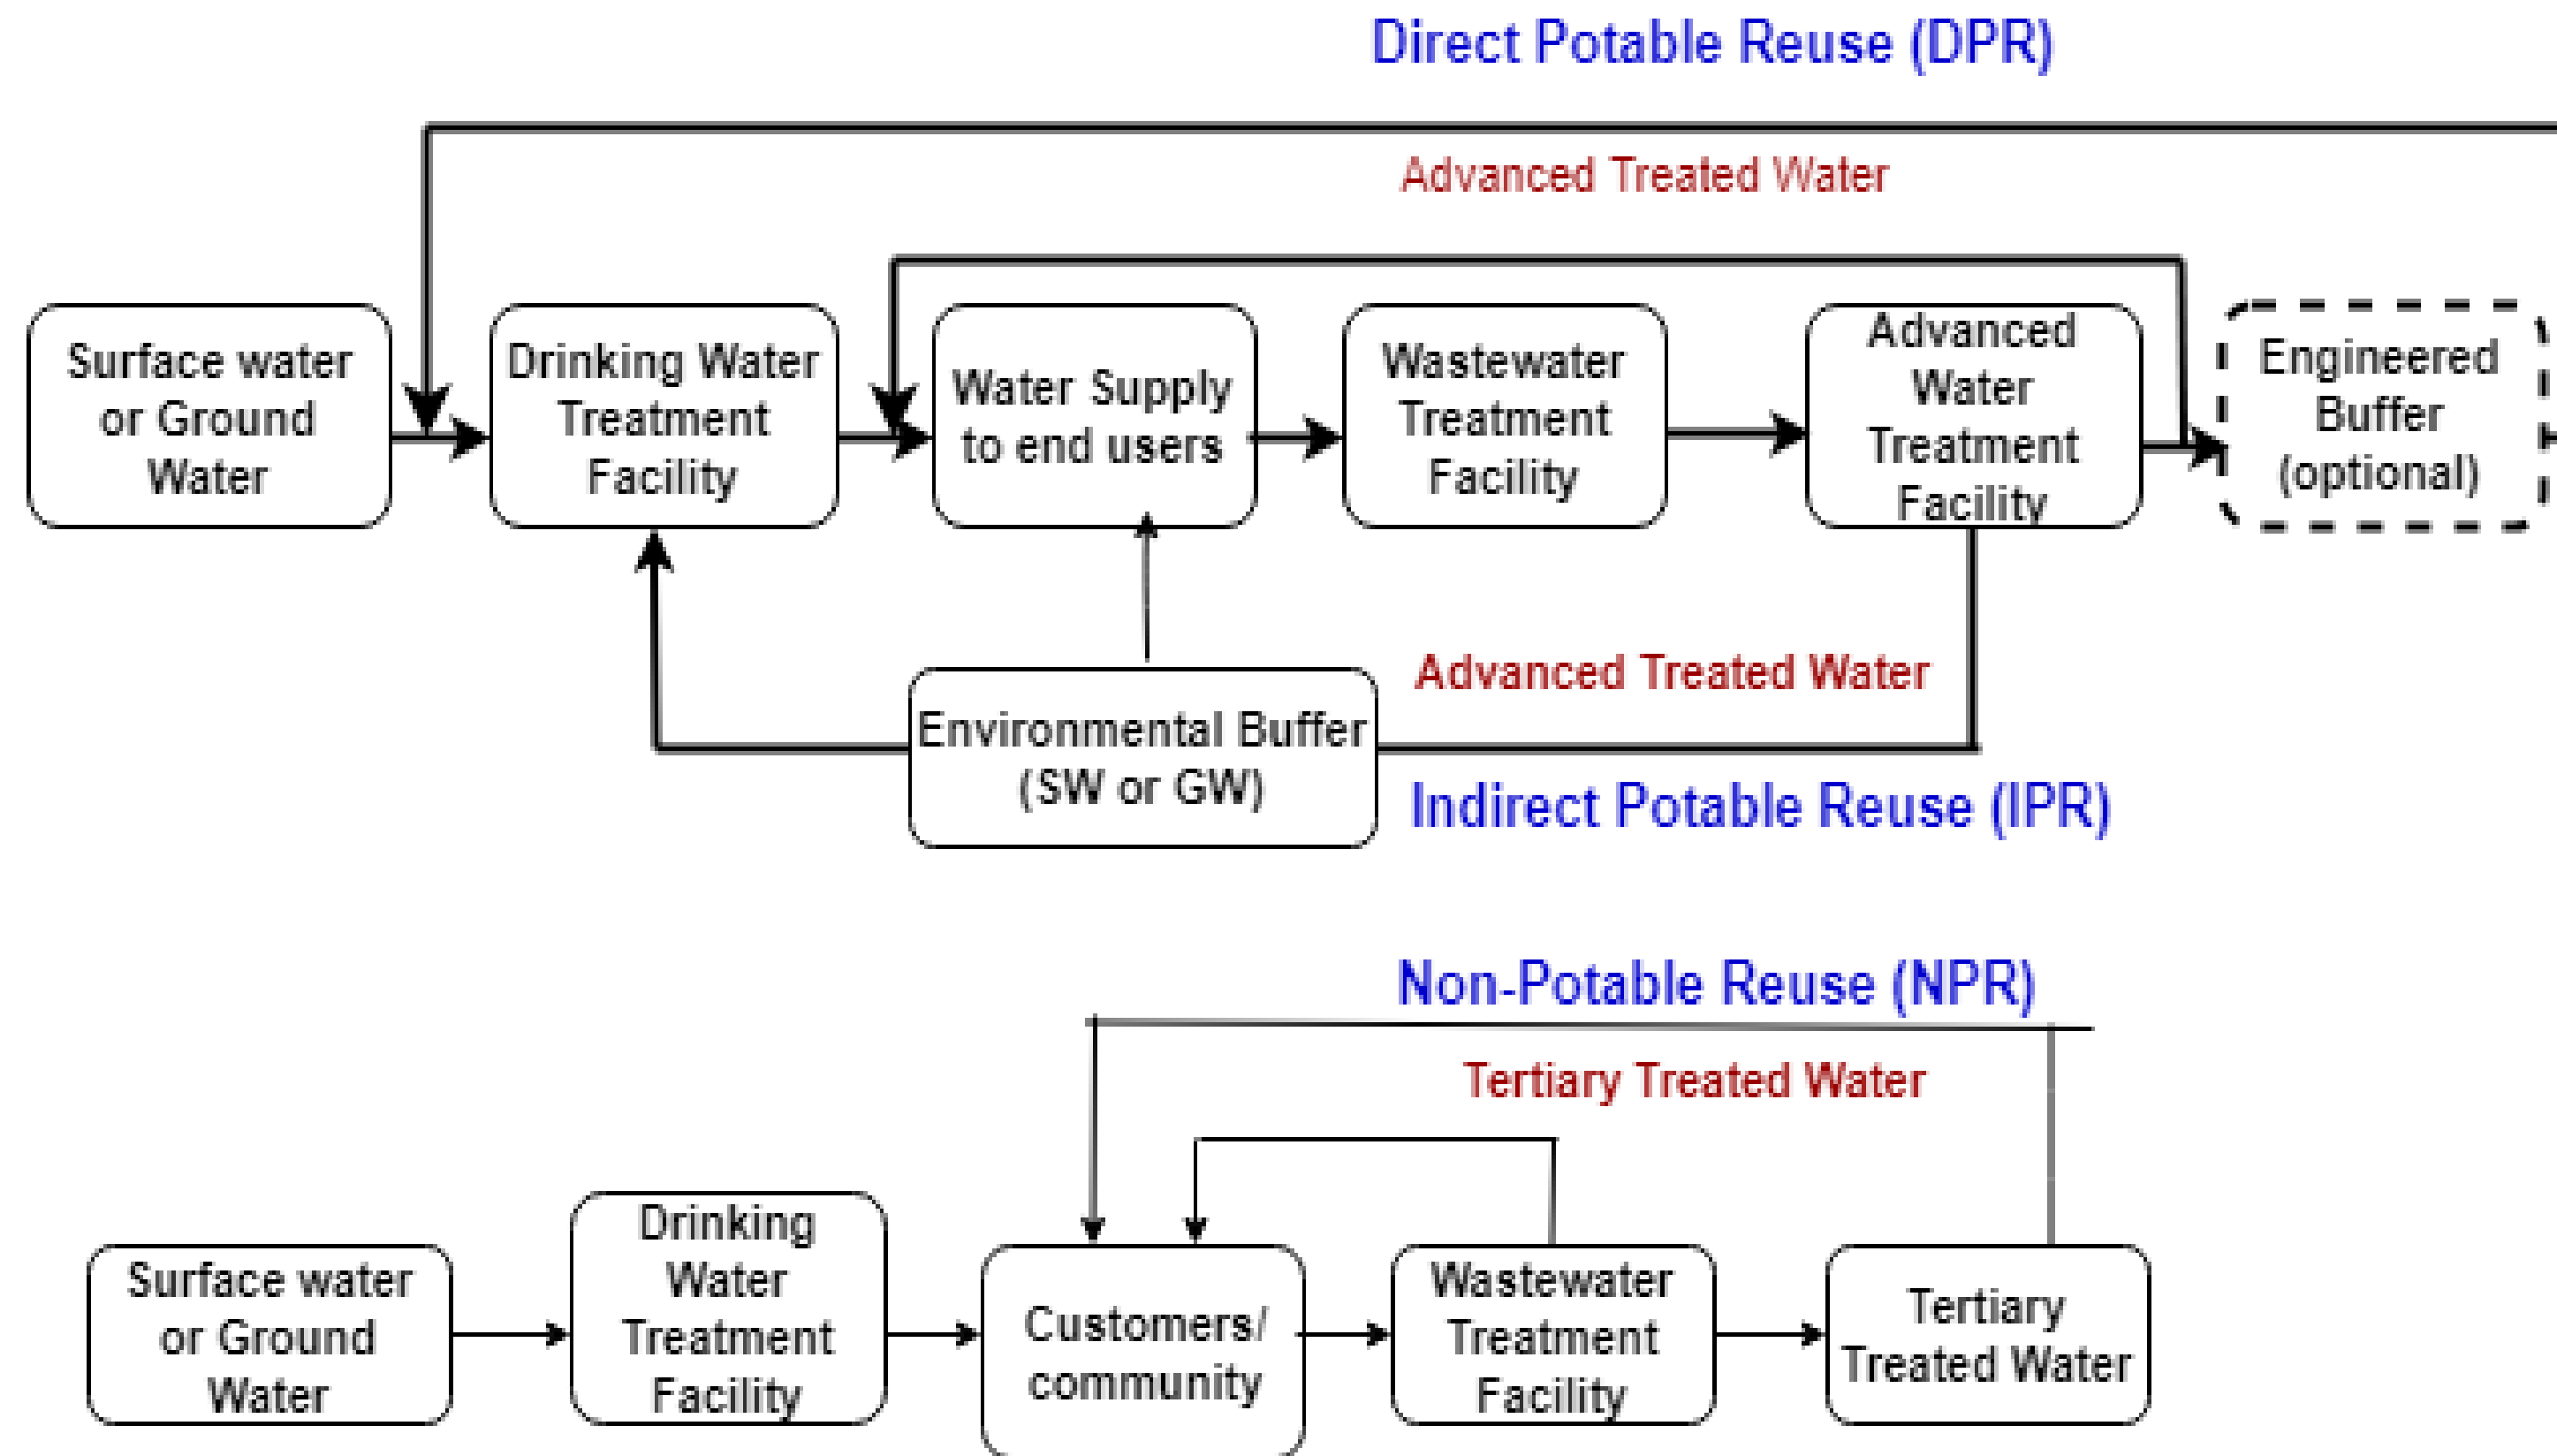 Direct Potable Reuse (DPR)
Advanced Treated Water
Surface water
or Ground
Water
Drinking Water
Treatment
Facility
Water Supply
to end users
Wastewater
Treatment
Facility
Advanced
Water
Treatment
Facility
Engineered
Buffer
(optional)
Advanced Treated Water
Environmental Buffer
(SW or GW)
Indirect Potable Reuse (IPR)
Non-Potable Reuse (NPR)
Tertiary Treated Water
Surface water
or Ground
Water
Drinking
Water
Treatment
Facility
Customers/
community
Wastewater
Treatment
Facility
Tertiary
Treated Water